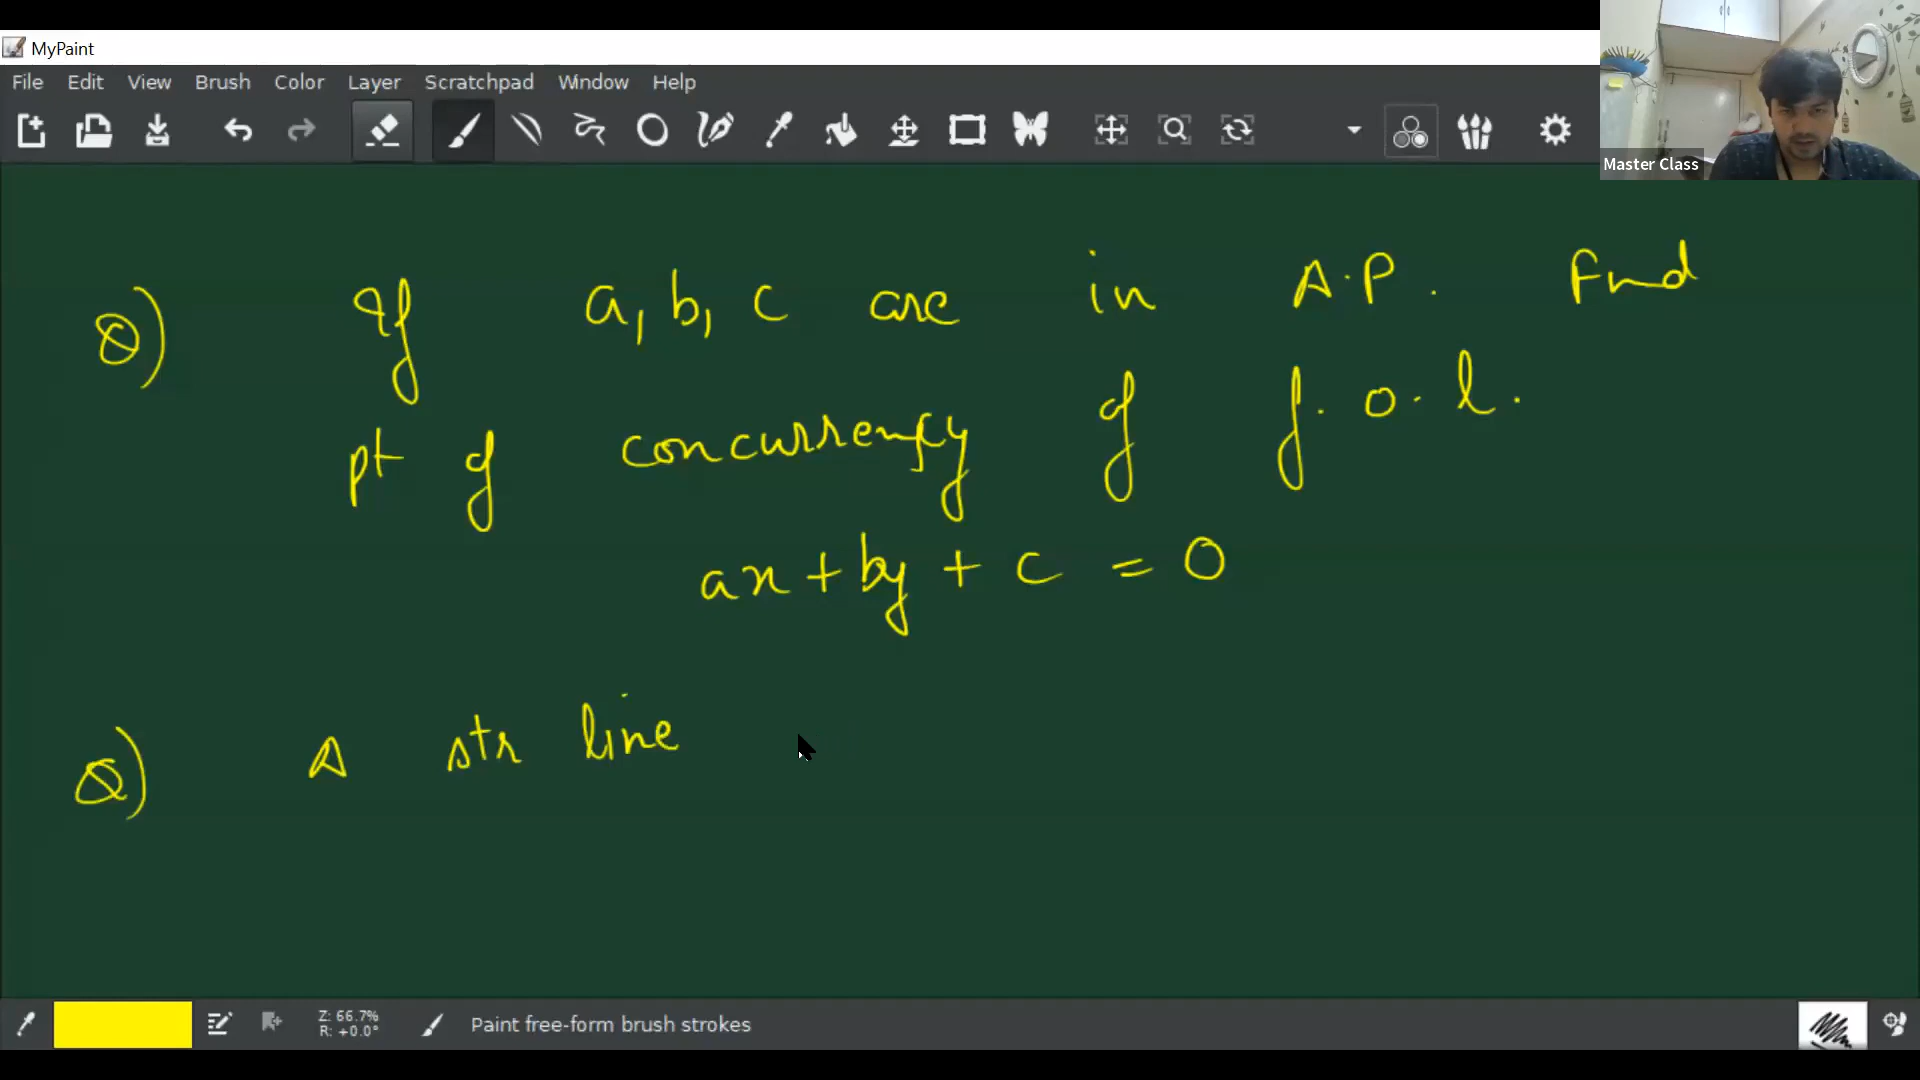 MyPaint
File Edit View Brush Color Layer Scratchpad Window Help
Master Class
Q) If a, b, c are in A.P. Find
pt of concurrency of f.o.l.
ax + by + c = 0
Q) A str line
Z: 66.7%
R: +0.0°
Paint free-form brush strokes